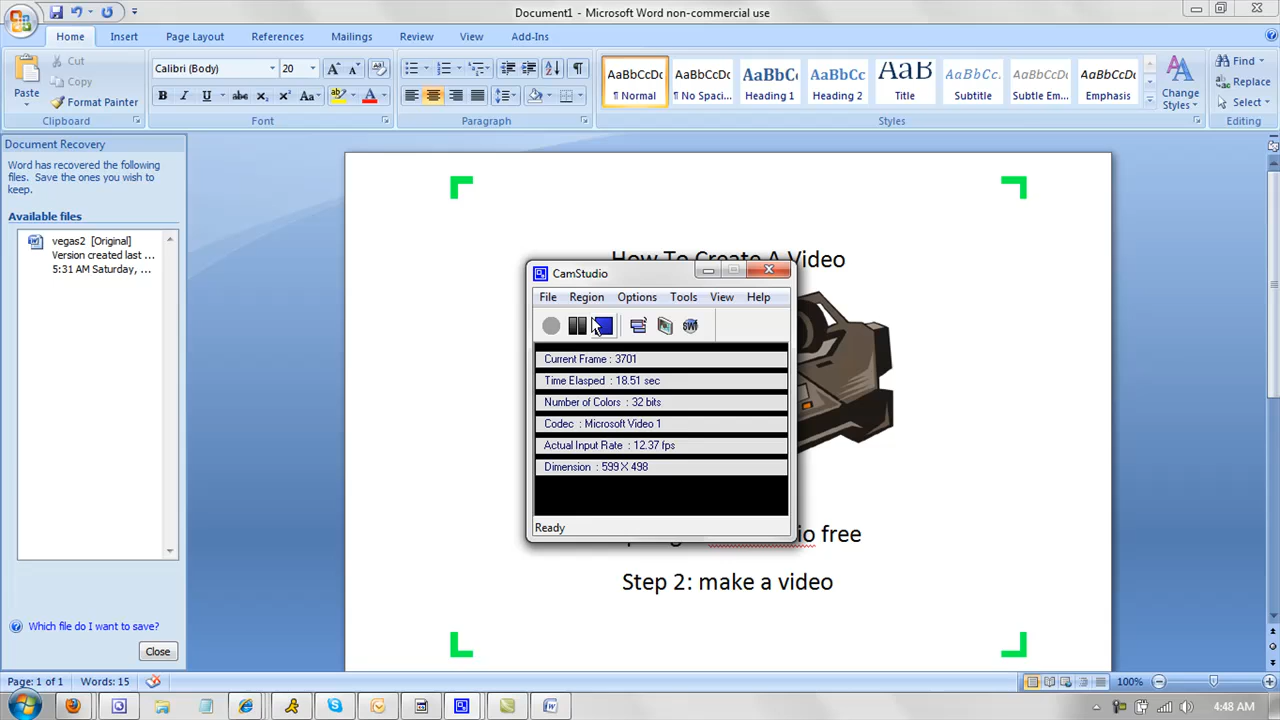 Document1 - Microsoft Word non-commercial use
Home Insert Page Layout References Mailings Review View Add-Ins
Paste
Cut
Copy
Format Painter
Clipboard
Calibri (Body) 20
Font
Paragraph
AaBbCcDc AaBbCcDc AaBbC AaBbCc AaB AaBbCc. AaBbCcDc AaBbCcDc
¶ Normal ¶ No Spaci... Heading 1 Heading 2 Title Subtitle Subtle Em... Emphasis
Change Styles
Styles
Find
Replace
Select
Editing
Document Recovery
Word has recovered the following
files. Save the ones you wish to
keep.
Available files
vegas2 [Original]
Version created last ...
5:31 AM Saturday, ...
Which file do I want to save?
Close
How To Create A Video
CamStudio
File Region Options Tools View Help
SWF
Current Frame : 3701
Time Elasped : 18.51 sec
Number of Colors : 32 bits
Codec : Microsoft Video 1
Actual Input Rate : 12.37 fps
Dimension : 599 X 498
Ready
free
Step 2: make a video
Page: 1 of 1 Words: 15 100%
4:48 AM